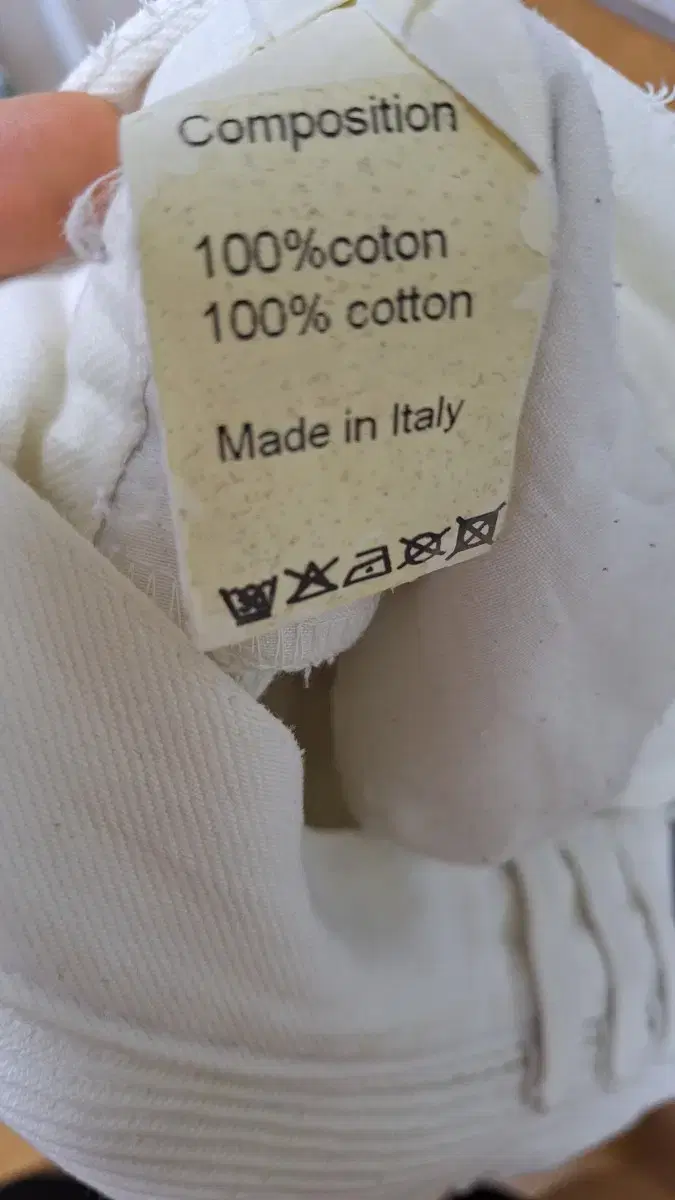 Composition
100%coton
100% cotton
Made in Italy